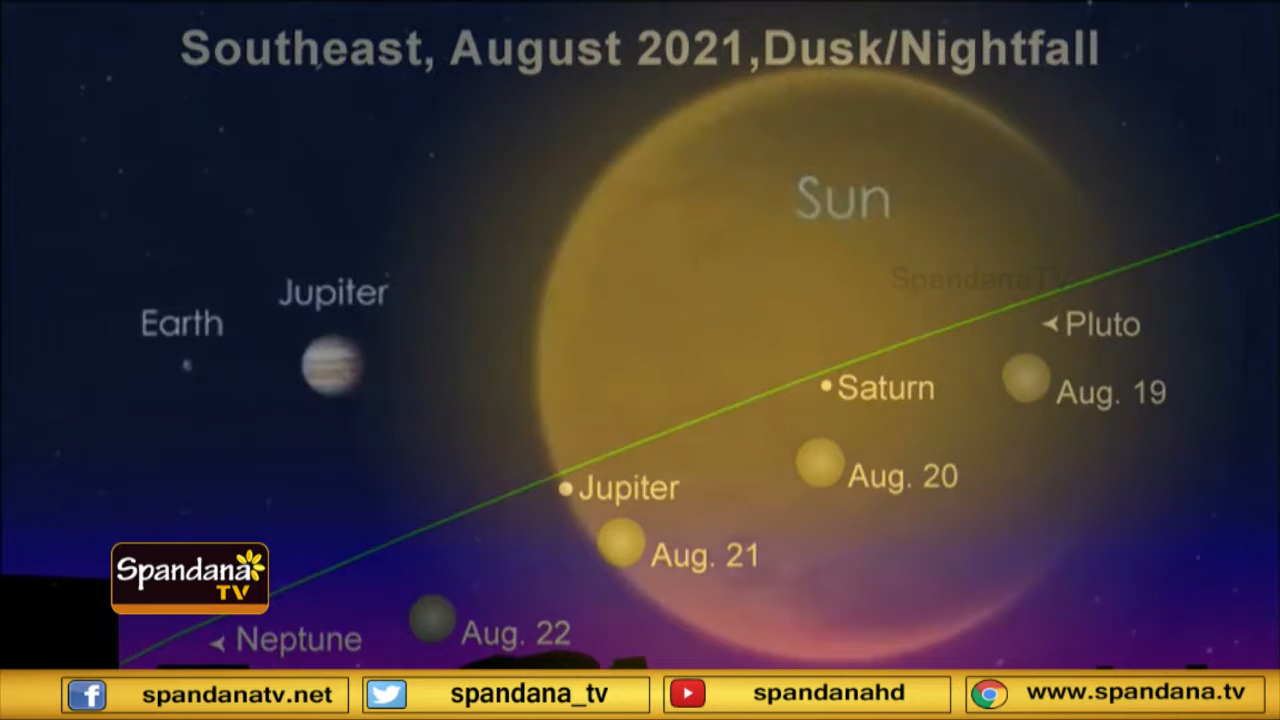 Southeast, August 2021,Dusk/Nightfall
Sun
SpandanaTV
Jupiter
Earth
Pluto
Saturn
Aug. 19
Aug. 20
Jupiter
Aug. 21
Spandana
TV
Aug. 22
Neptune
spandanatv.net
spandana_tv
spandanahd
www.spandana.tv